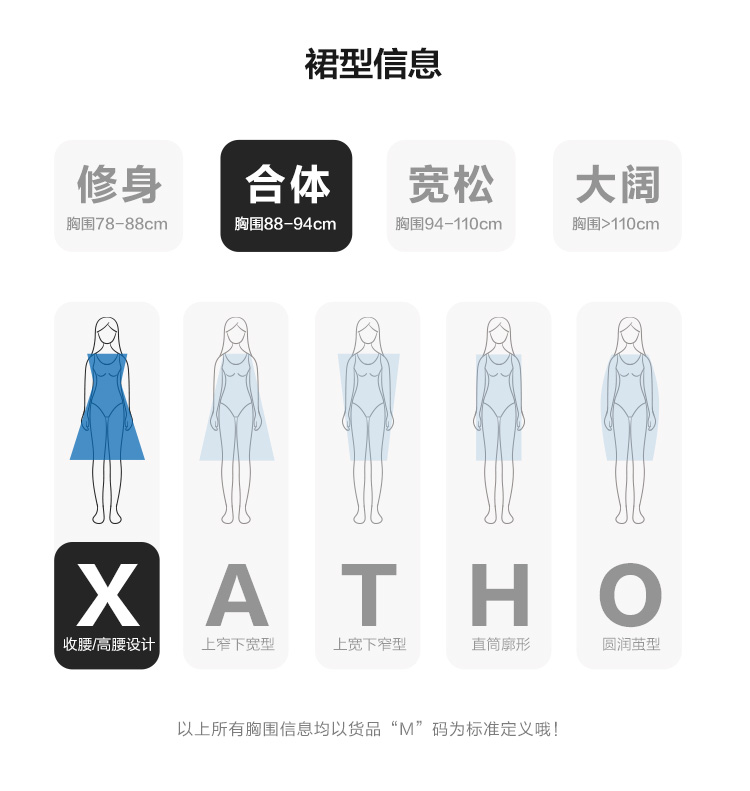 裙型信息
修身
胸围78-88cm
合体
胸围88-94cm
宽松
胸围94-110cm
大阔
胸围>110cm
X
收腰/高腰设计
A
上窄下宽型
T
上宽下窄型
H
直筒廓形
O
圆润茧型
以上所有胸围信息均以货品“M”码为标准定义哦！